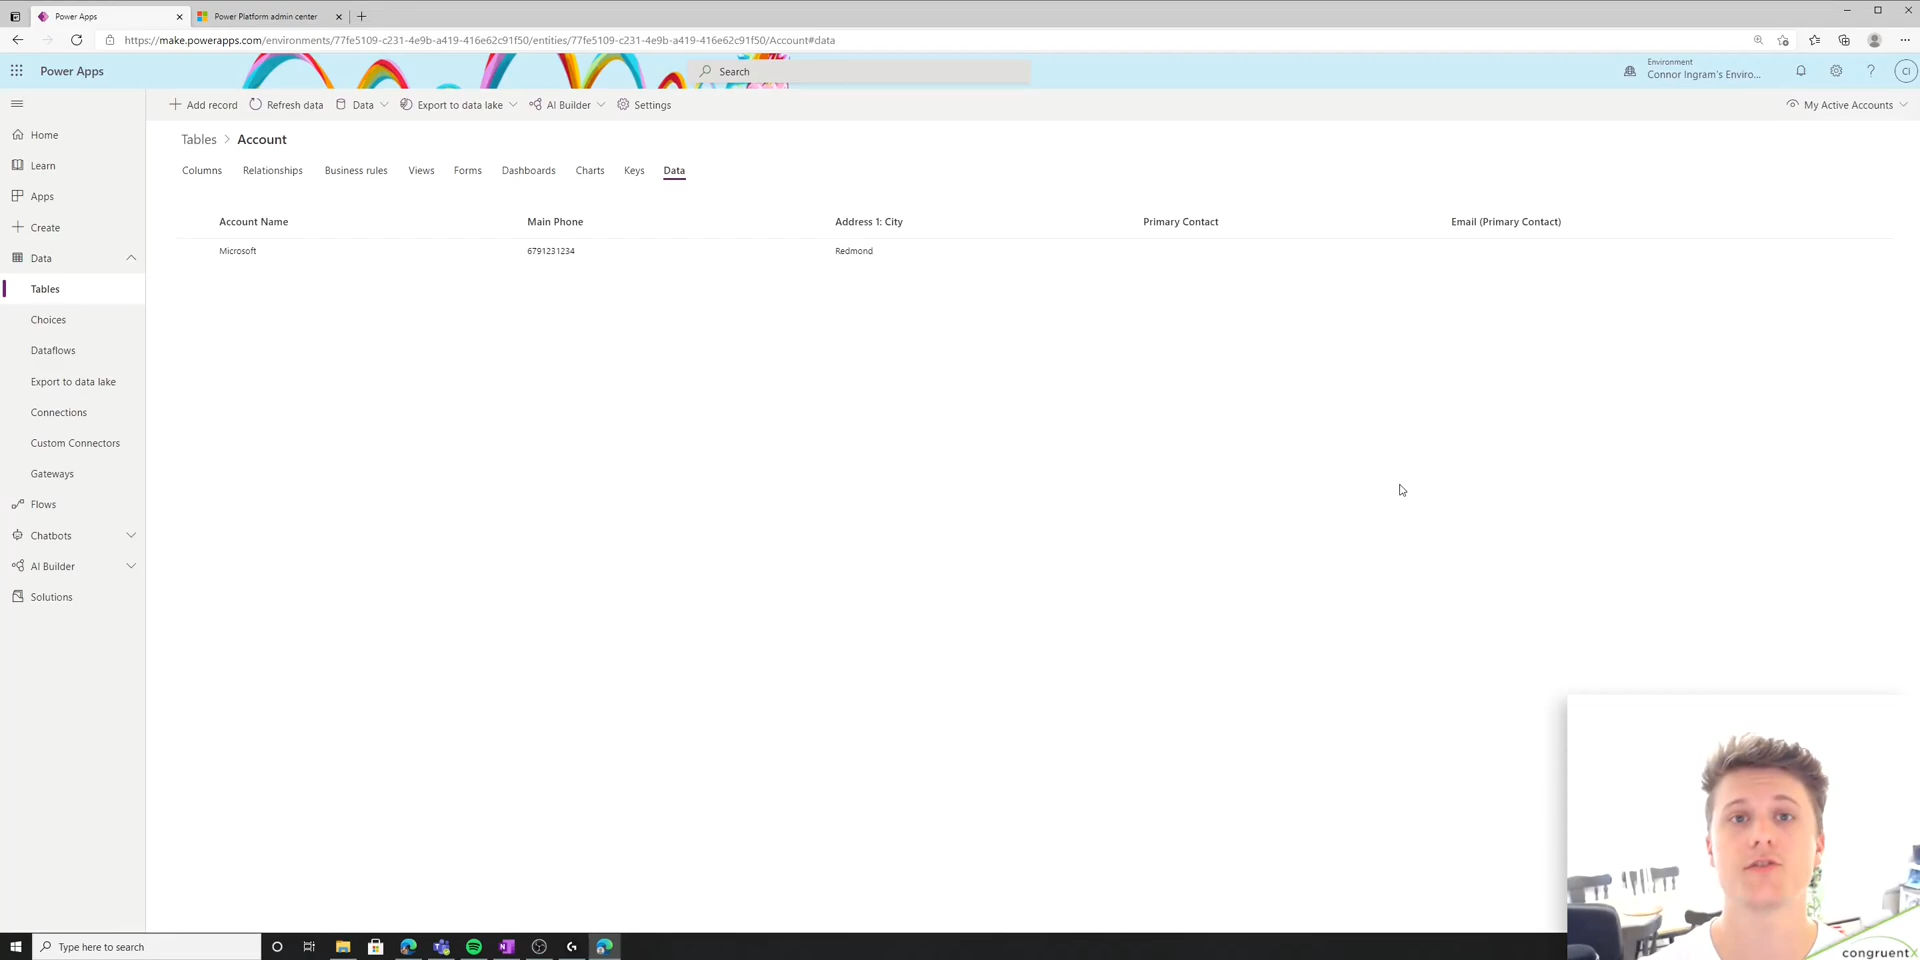 Power Apps
Power Platform admin center
https://make.powerapps.com/environments/77fe5109-c231-4e9b-a419-416e62c91f50/entities/77fe5109-c231-4e9b-a419-416e62c91f50/Account#data
Power Apps
Search
Environment
Connor Ingram's Enviro...
CI
Add record
Refresh data
Data
Export to data lake
AI Builder
Settings
My Active Accounts
Home
Learn
Apps
Create
Data
Tables
Choices
Dataflows
Export to data lake
Connections
Custom Connectors
Gateways
Flows
Chatbots
AI Builder
Solutions
Tables > Account
Columns
Relationships
Business rules
Views
Forms
Dashboards
Charts
Keys
Data
Account Name
Main Phone
Address 1: City
Primary Contact
Email (Primary Contact)
Microsoft
6791231234
Redmond
Type here to search
congruentX